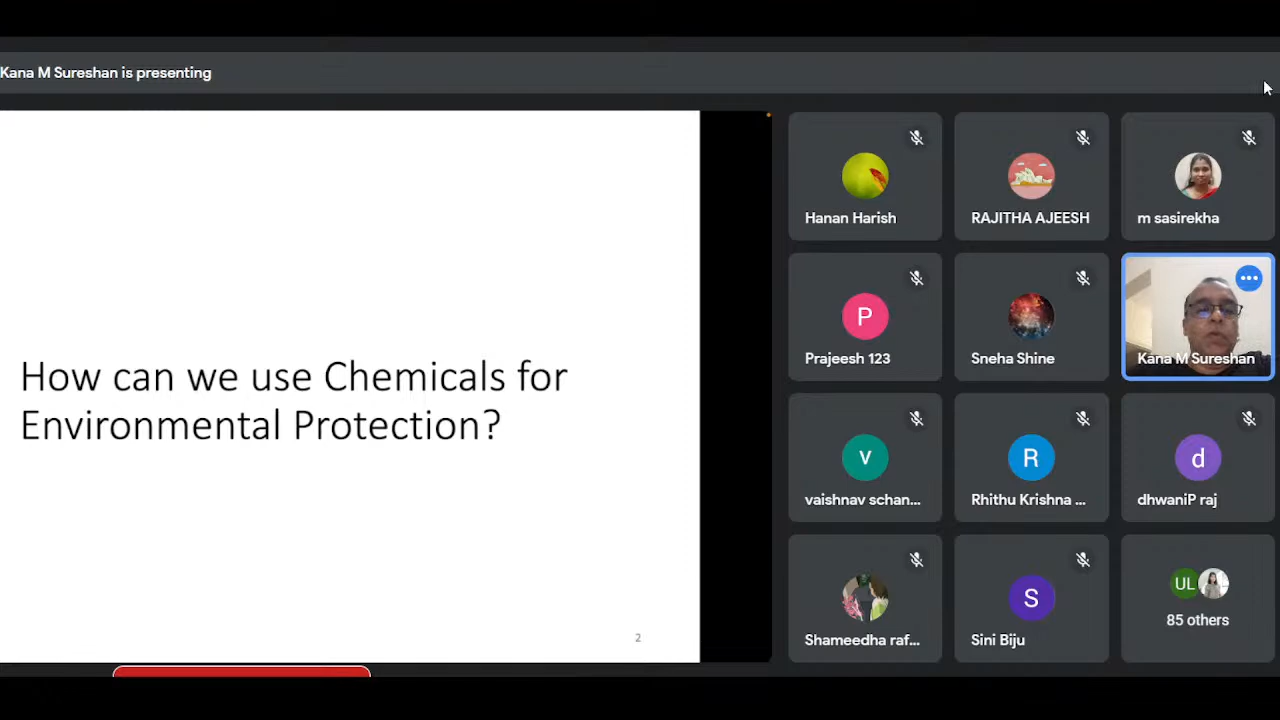 Kana M Sureshan is presenting
How can we use Chemicals for
Environmental Protection?
2
Hanan Harish
RAJITHA AJEESH
m sasirekha
P
Prajeesh 123
Sneha Shine
Kana M Sureshan
v
vaishnav schan...
R
Rhithu Krishna ...
d
dhwaniP raj
Shameedha raf...
S
Sini Biju
UL
85 others